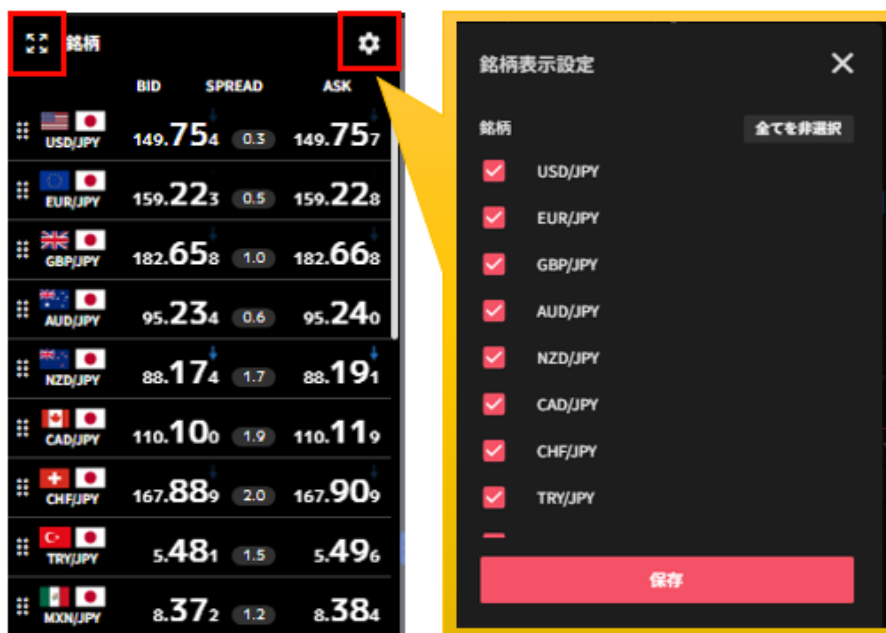 銘柄
BID SPREAD ASK
USD/JPY 149.754 0.3 149.757
EUR/JPY 159.223 0.5 159.228
GBP/JPY 182.658 1.0 182.668
AUD/JPY 95.234 0.6 95.240
NZD/JPY 88.174 1.7 88.191
CAD/JPY 110.100 1.9 110.119
CHF/JPY 167.889 2.0 167.909
TRY/JPY 5.481 1.5 5.496
MXN/JPY 8.372 1.2 8.384
銘柄表示設定
銘柄 全てを非選択
USD/JPY
EUR/JPY
GBP/JPY
AUD/JPY
NZD/JPY
CAD/JPY
CHF/JPY
TRY/JPY
保存